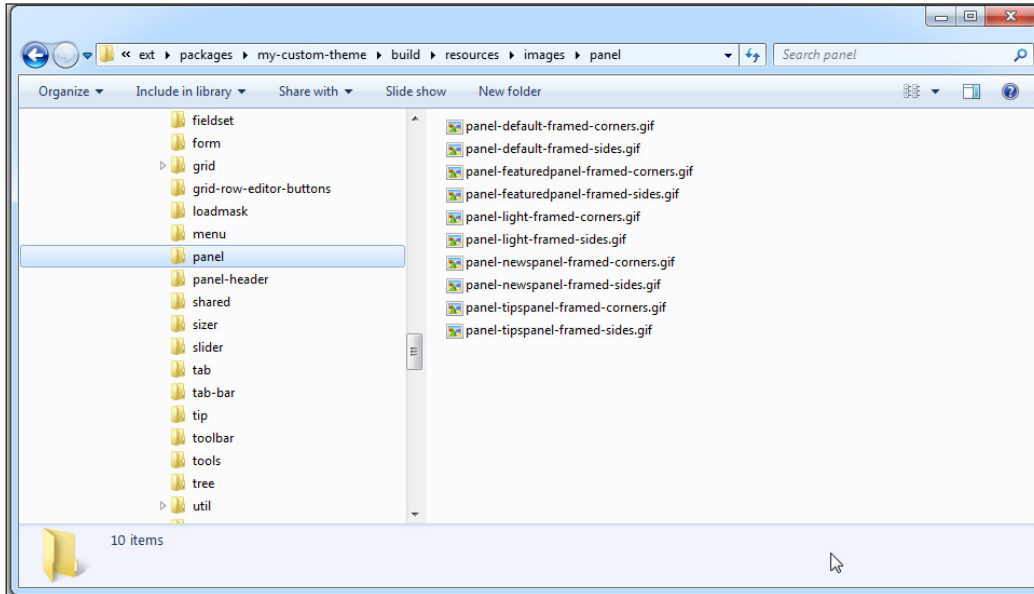 « ext packages my-custom-theme build resources images panel
Search panel
Organize Include in library Share with Slide show New folder
fieldset
form
grid
grid-row-editor-buttons
loadmask
menu
panel
panel-header
shared
sizer
slider
tab
tab-bar
tip
toolbar
tools
tree
util
panel-default-framed-corners.gif
panel-default-framed-sides.gif
panel-featuredpanel-framed-corners.gif
panel-featuredpanel-framed-sides.gif
panel-light-framed-corners.gif
panel-light-framed-sides.gif
panel-newspanel-framed-corners.gif
panel-newspanel-framed-sides.gif
panel-tipspanel-framed-corners.gif
panel-tipspanel-framed-sides.gif
10 items